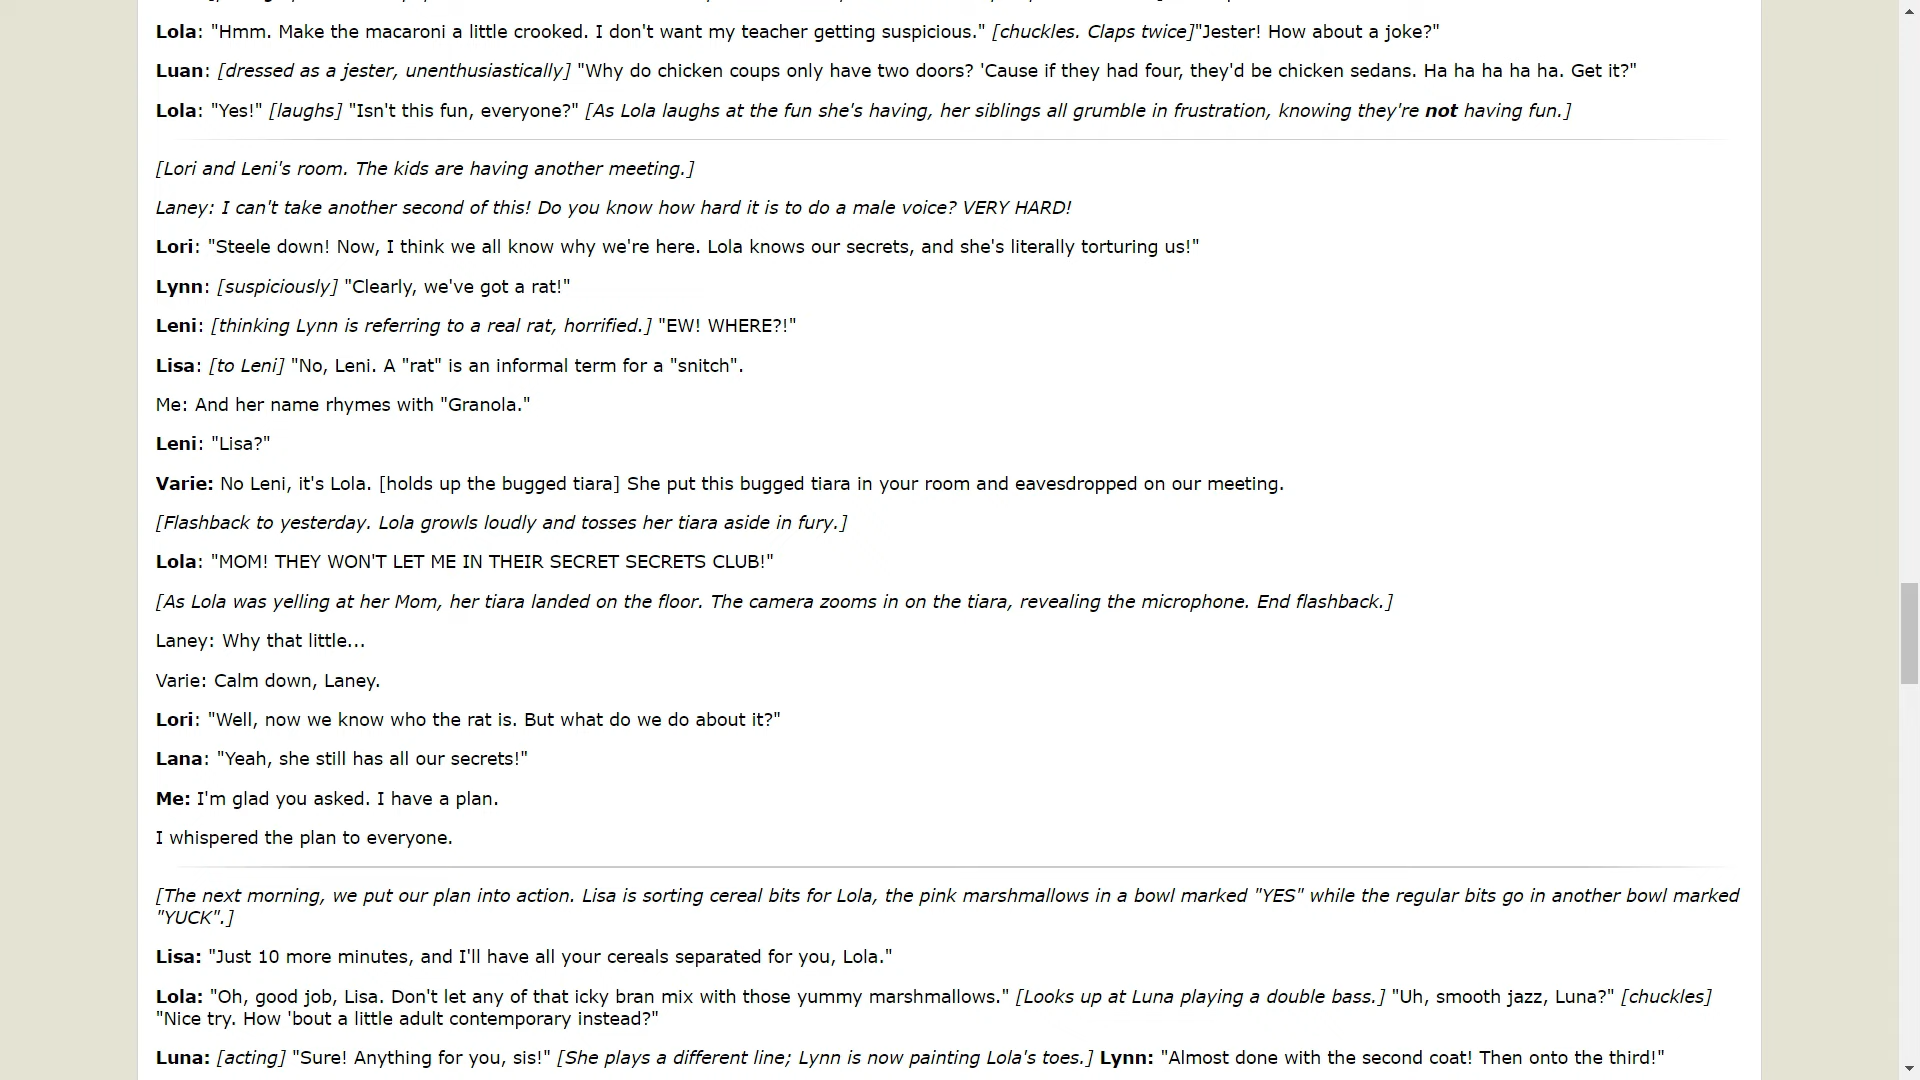 Lola: "Hmm. Make the macaroni a little crooked. I don't want my teacher getting suspicious." [chuckles. Claps twice]"Jester! How about a joke?"
Luan: [dressed as a jester, unenthusiastically] "Why do chicken coups only have two doors? 'Cause if they had four, they'd be chicken sedans. Ha ha ha ha ha. Get it?"
Lola: "Yes!" [laughs] "Isn't this fun, everyone?" [As Lola laughs at the fun she's having, her siblings all grumble in frustration, knowing they're not having fun.]
[Lori and Leni's room. The kids are having another meeting.]
Laney: I can't take another second of this! Do you know how hard it is to do a male voice? VERY HARD!
Lori: "Steele down! Now, I think we all know why we're here. Lola knows our secrets, and she's literally torturing us!"
Lynn: [suspiciously] "Clearly, we've got a rat!"
Leni: [thinking Lynn is referring to a real rat, horrified.] "EW! WHERE?!"
Lisa: [to Leni] "No, Leni. A "rat" is an informal term for a "snitch".
Me: And her name rhymes with "Granola."
Leni: "Lisa?"
Varie: No Leni, it's Lola. [holds up the bugged tiara] She put this bugged tiara in your room and eavesdropped on our meeting.
[Flashback to yesterday. Lola growls loudly and tosses her tiara aside in fury.]
Lola: "MOM! THEY WON'T LET ME IN THEIR SECRET SECRETS CLUB!"
[As Lola was yelling at her Mom, her tiara landed on the floor. The camera zooms in on the tiara, revealing the microphone. End flashback.]
Laney: Why that little...
Varie: Calm down, Laney.
Lori: "Well, now we know who the rat is. But what do we do about it?"
Lana: "Yeah, she still has all our secrets!"
Me: I'm glad you asked. I have a plan.
I whispered the plan to everyone.
[The next morning, we put our plan into action. Lisa is sorting cereal bits for Lola, the pink marshmallows in a bowl marked "YES" while the regular bits go in another bowl marked
"YUCK".]
Lisa: "Just 10 more minutes, and I'll have all your cereals separated for you, Lola."
Lola: "Oh, good job, Lisa. Don't let any of that icky bran mix with those yummy marshmallows." [Looks up at Luna playing a double bass.] "Uh, smooth jazz, Luna?" [chuckles]
"Nice try. How 'bout a little adult contemporary instead?"
Luna: [acting] "Sure! Anything for you, sis!" [She plays a different line; Lynn is now painting Lola's toes.] Lynn: "Almost done with the second coat! Then onto the third!"